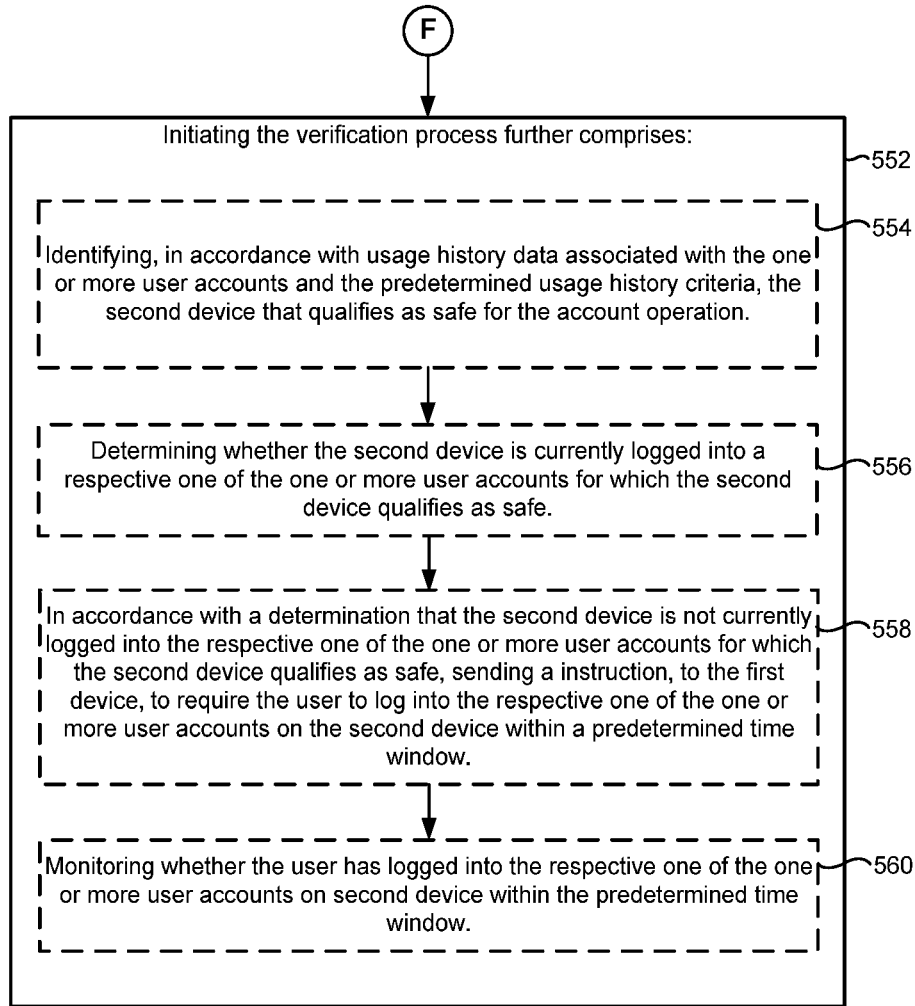 F
Initiating the verification process further comprises:
552
554
Identifying, in accordance with usage history data associated with the one
or more user accounts and the predetermined usage history criteria, the
second device that qualifies as safe for the account operation.
Determining whether the second device is currently logged into a
respective one of the one or more user accounts for which the second
device qualifies as safe.
556
In accordance with a determination that the second device is not currently
logged into the respective one of the one or more user accounts for which
the second device qualifies as safe, sending a instruction, to the first
device, to require the user to log into the respective one of the one or
more user accounts on the second device within a predetermined time
window.
558
Monitoring whether the user has logged into the respective one of the one
or more user accounts on second device within the predetermined time
window.
560